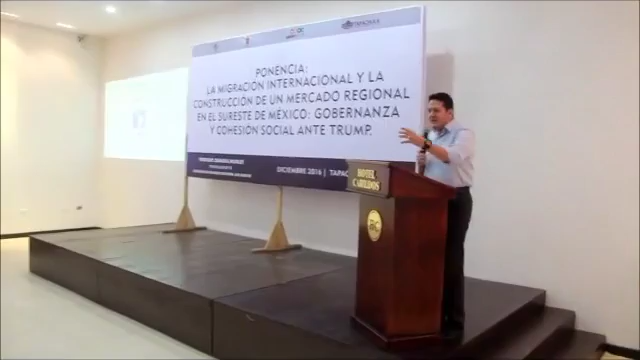 PONENCIA:
LA MIGRACIÓN INTERNACIONAL Y LA
CONSTRUCCIÓN DE UN MERCADO REGIONAL
EN EL SURESTE DE MÉXICO: GOBERNANZA
Y COHESIÓN SOCIAL ANTE TRUMP.
DICIEMBRE 2016 | TAPAC
HOTEL
CABILDOS